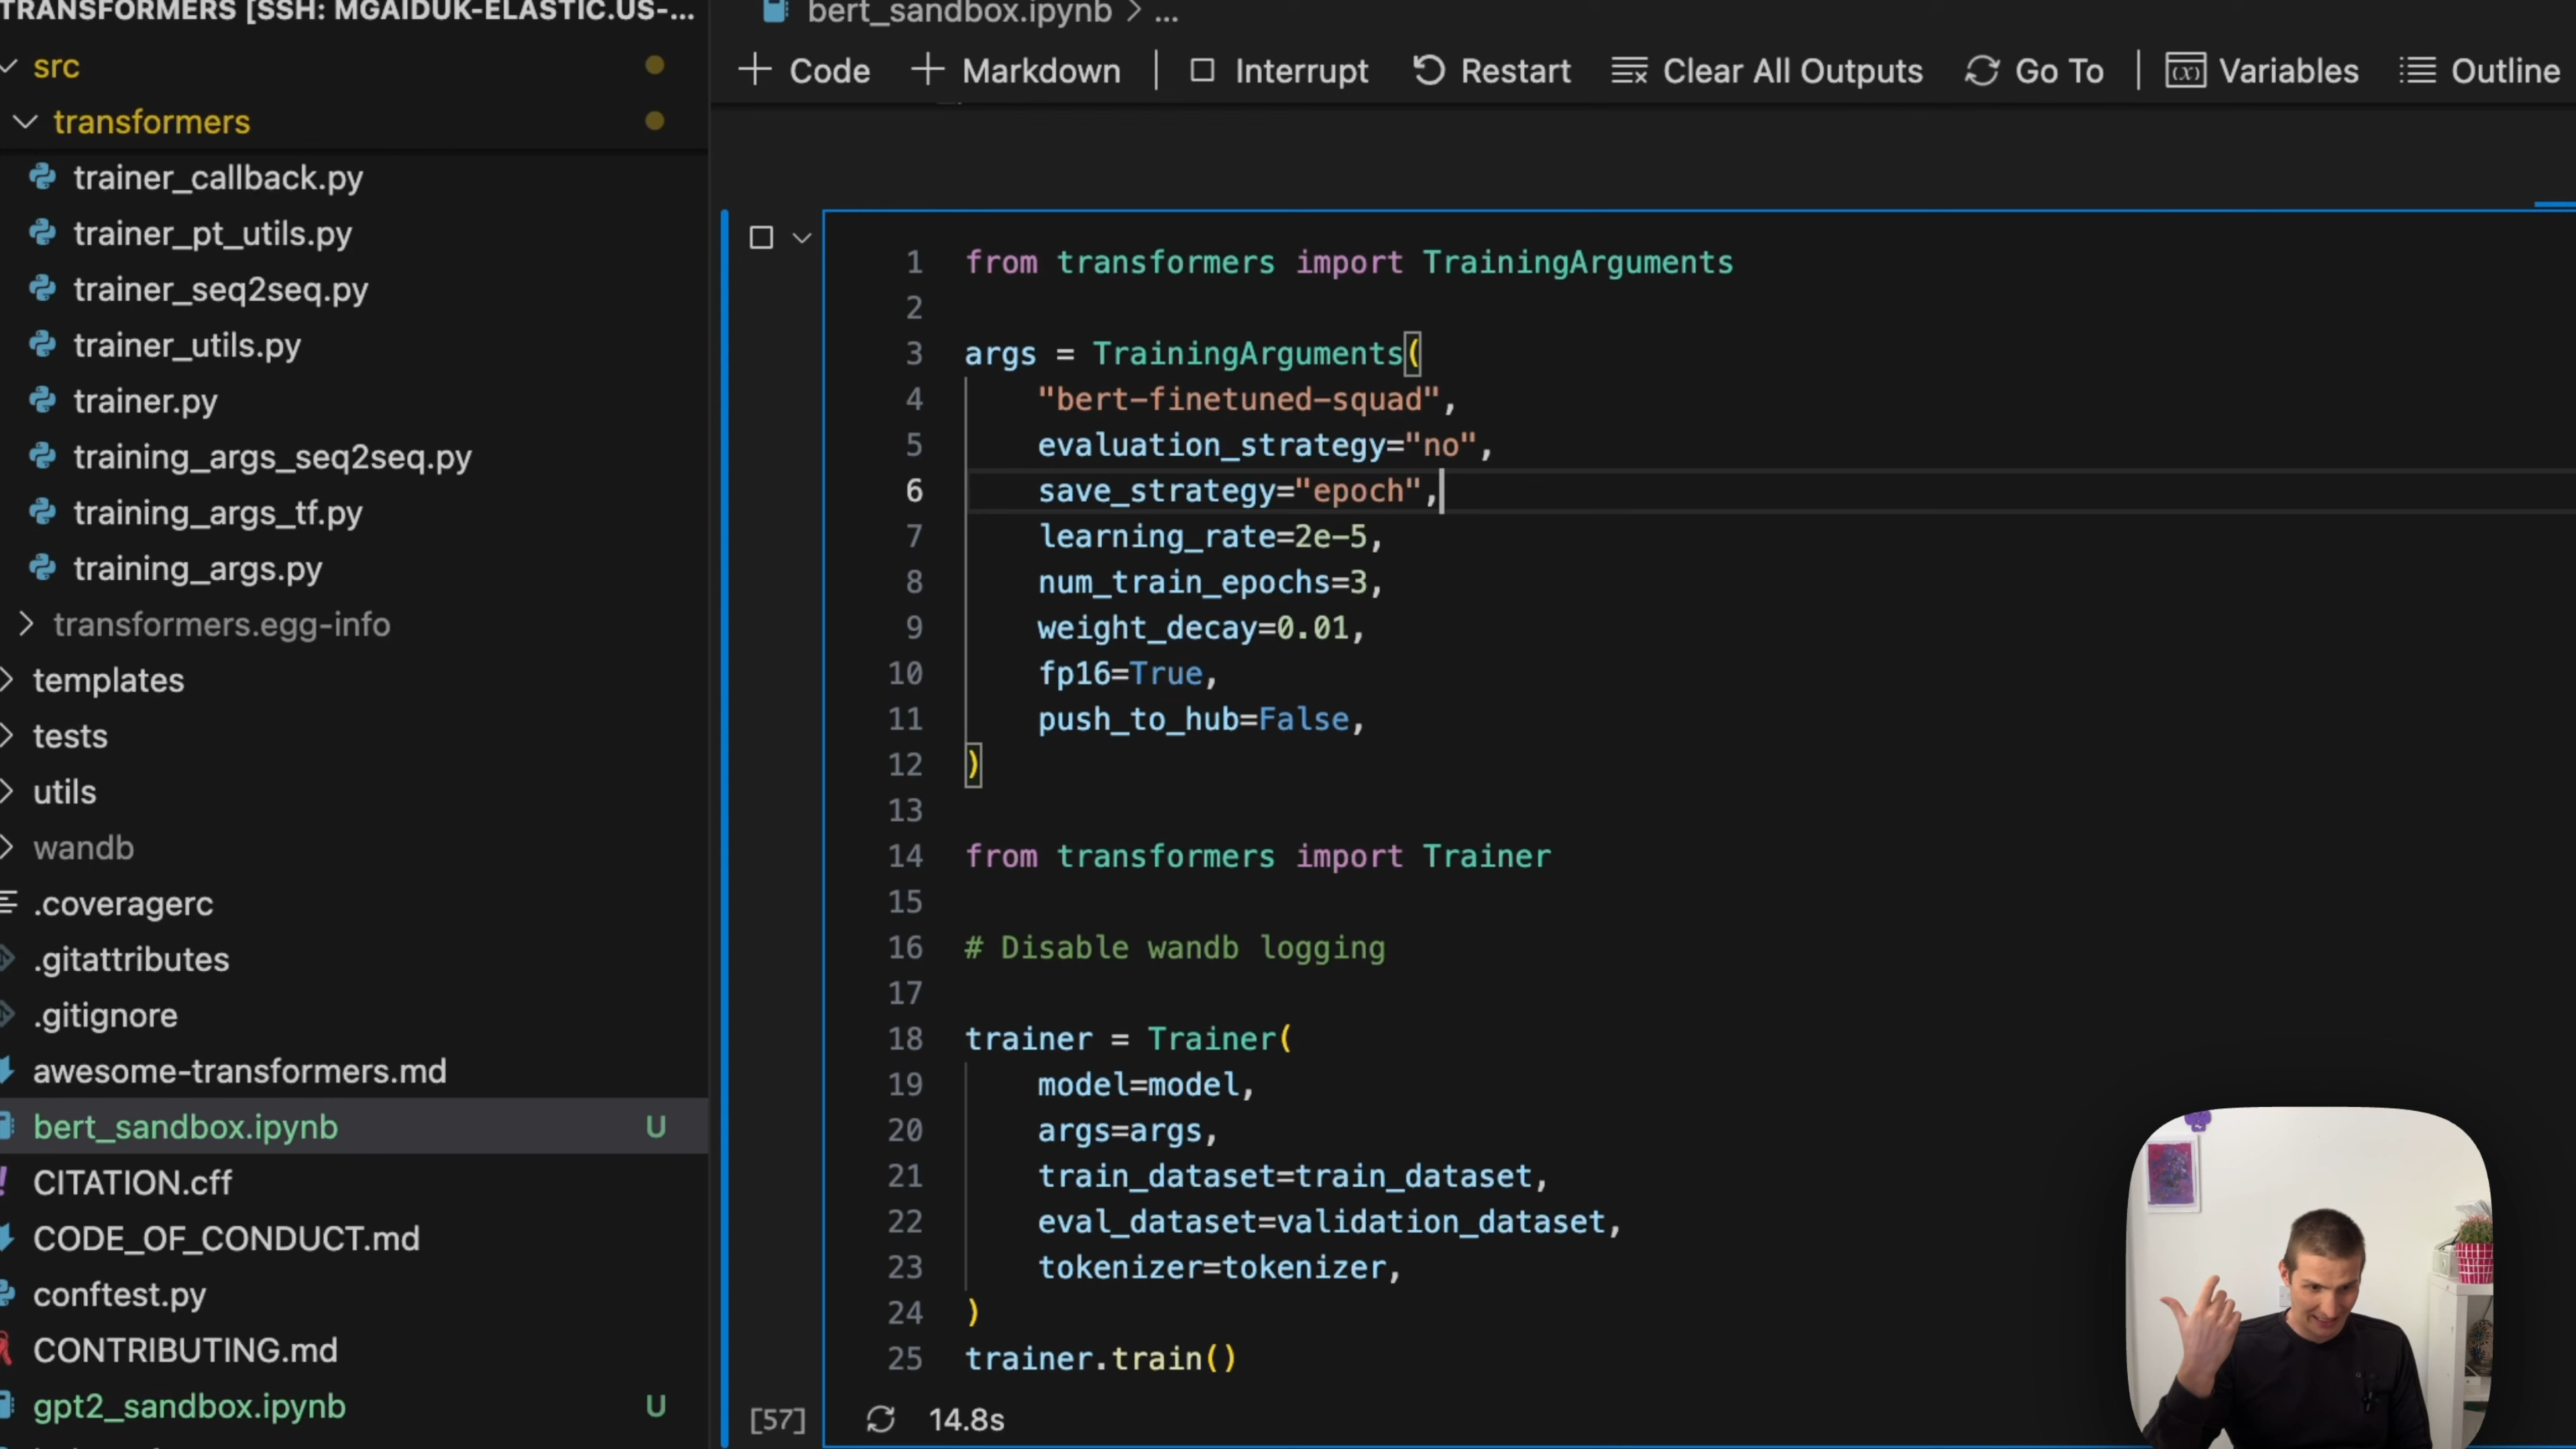 TRANSFORMERS [SSH: MGAIDUK-ELASTIC.US-...
src
transformers
trainer_callback.py
trainer_pt_utils.py
trainer_seq2seq.py
trainer_utils.py
trainer.py
training_args_seq2seq.py
training_args_tf.py
training_args.py
transformers.egg-info
templates
tests
utils
wandb
.coveragerc
.gitattributes
.gitignore
awesome-transformers.md
bert_sandbox.ipynb U
CITATION.cff
CODE_OF_CONDUCT.md
conftest.py
CONTRIBUTING.md
gpt2_sandbox.ipynb U
bert_sandbox.ipynb > ...
+ Code + Markdown | Interrupt Restart Clear All Outputs Go To | Variables Outline
1 from transformers import TrainingArguments
2
3 args = TrainingArguments(
4 "bert-finetuned-squad",
5 evaluation_strategy="no",
6 save_strategy="epoch",
7 learning_rate=2e-5,
8 num_train_epochs=3,
9 weight_decay=0.01,
10 fp16=True,
11 push_to_hub=False,
12 )
13
14 from transformers import Trainer
15
16 # Disable wandb logging
17
18 trainer = Trainer(
19 model=model,
20 args=args,
21 train_dataset=train_dataset,
22 eval_dataset=validation_dataset,
23 tokenizer=tokenizer,
24 )
25 trainer.train()
[57] 14.8s